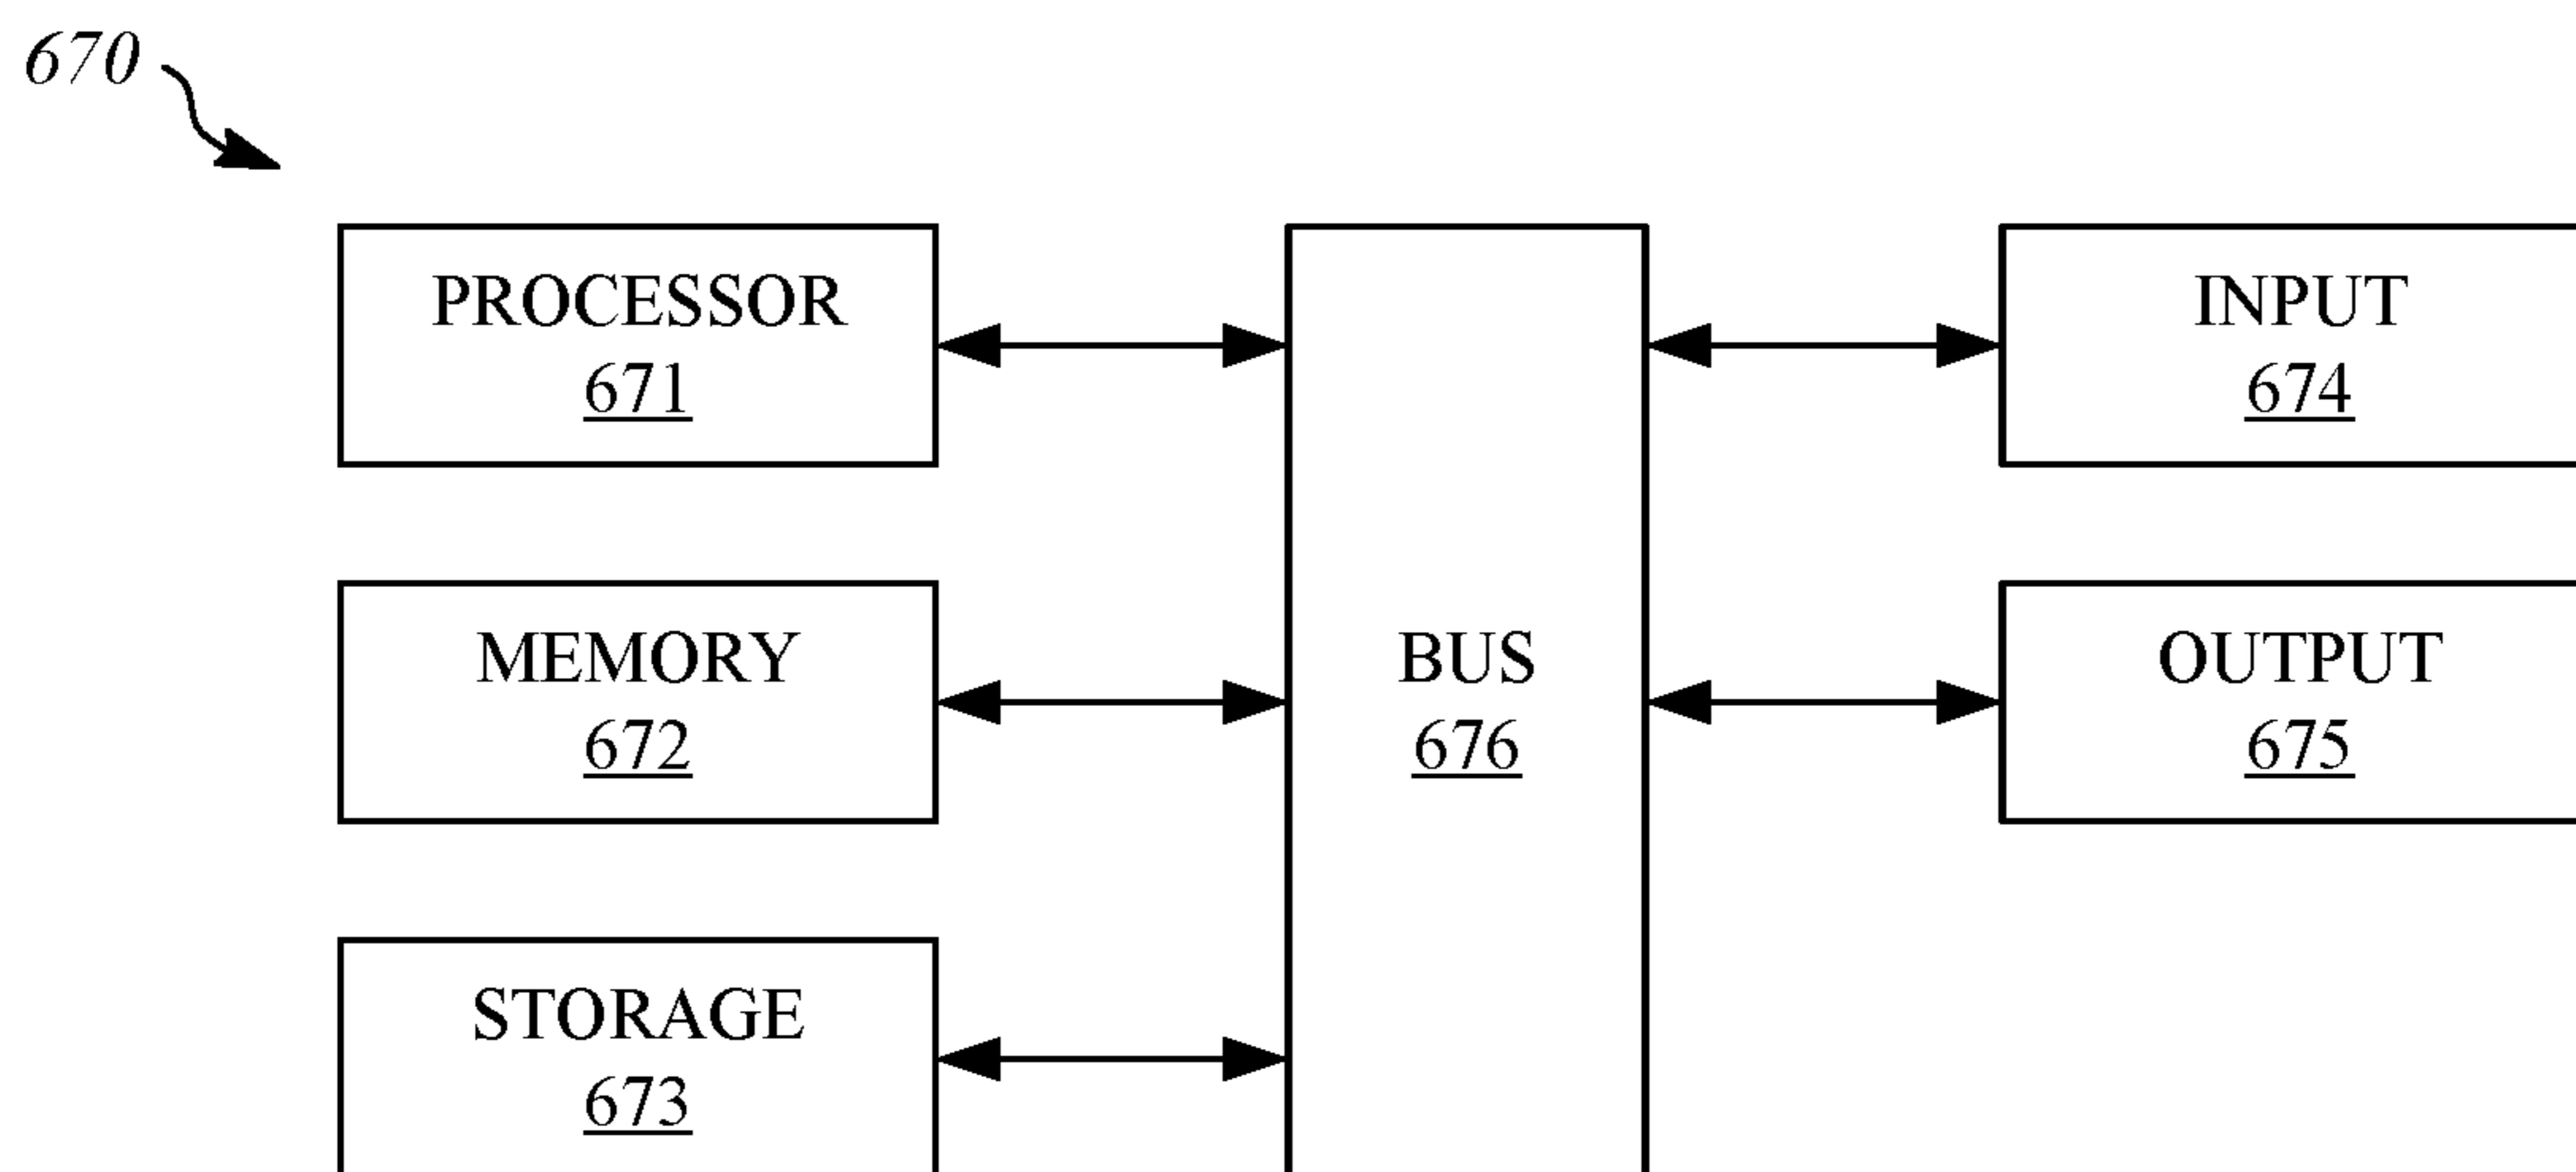 670
PROCESSOR
671
MEMORY
672
STORAGE
673
BUS
676
INPUT
674
OUTPUT
675